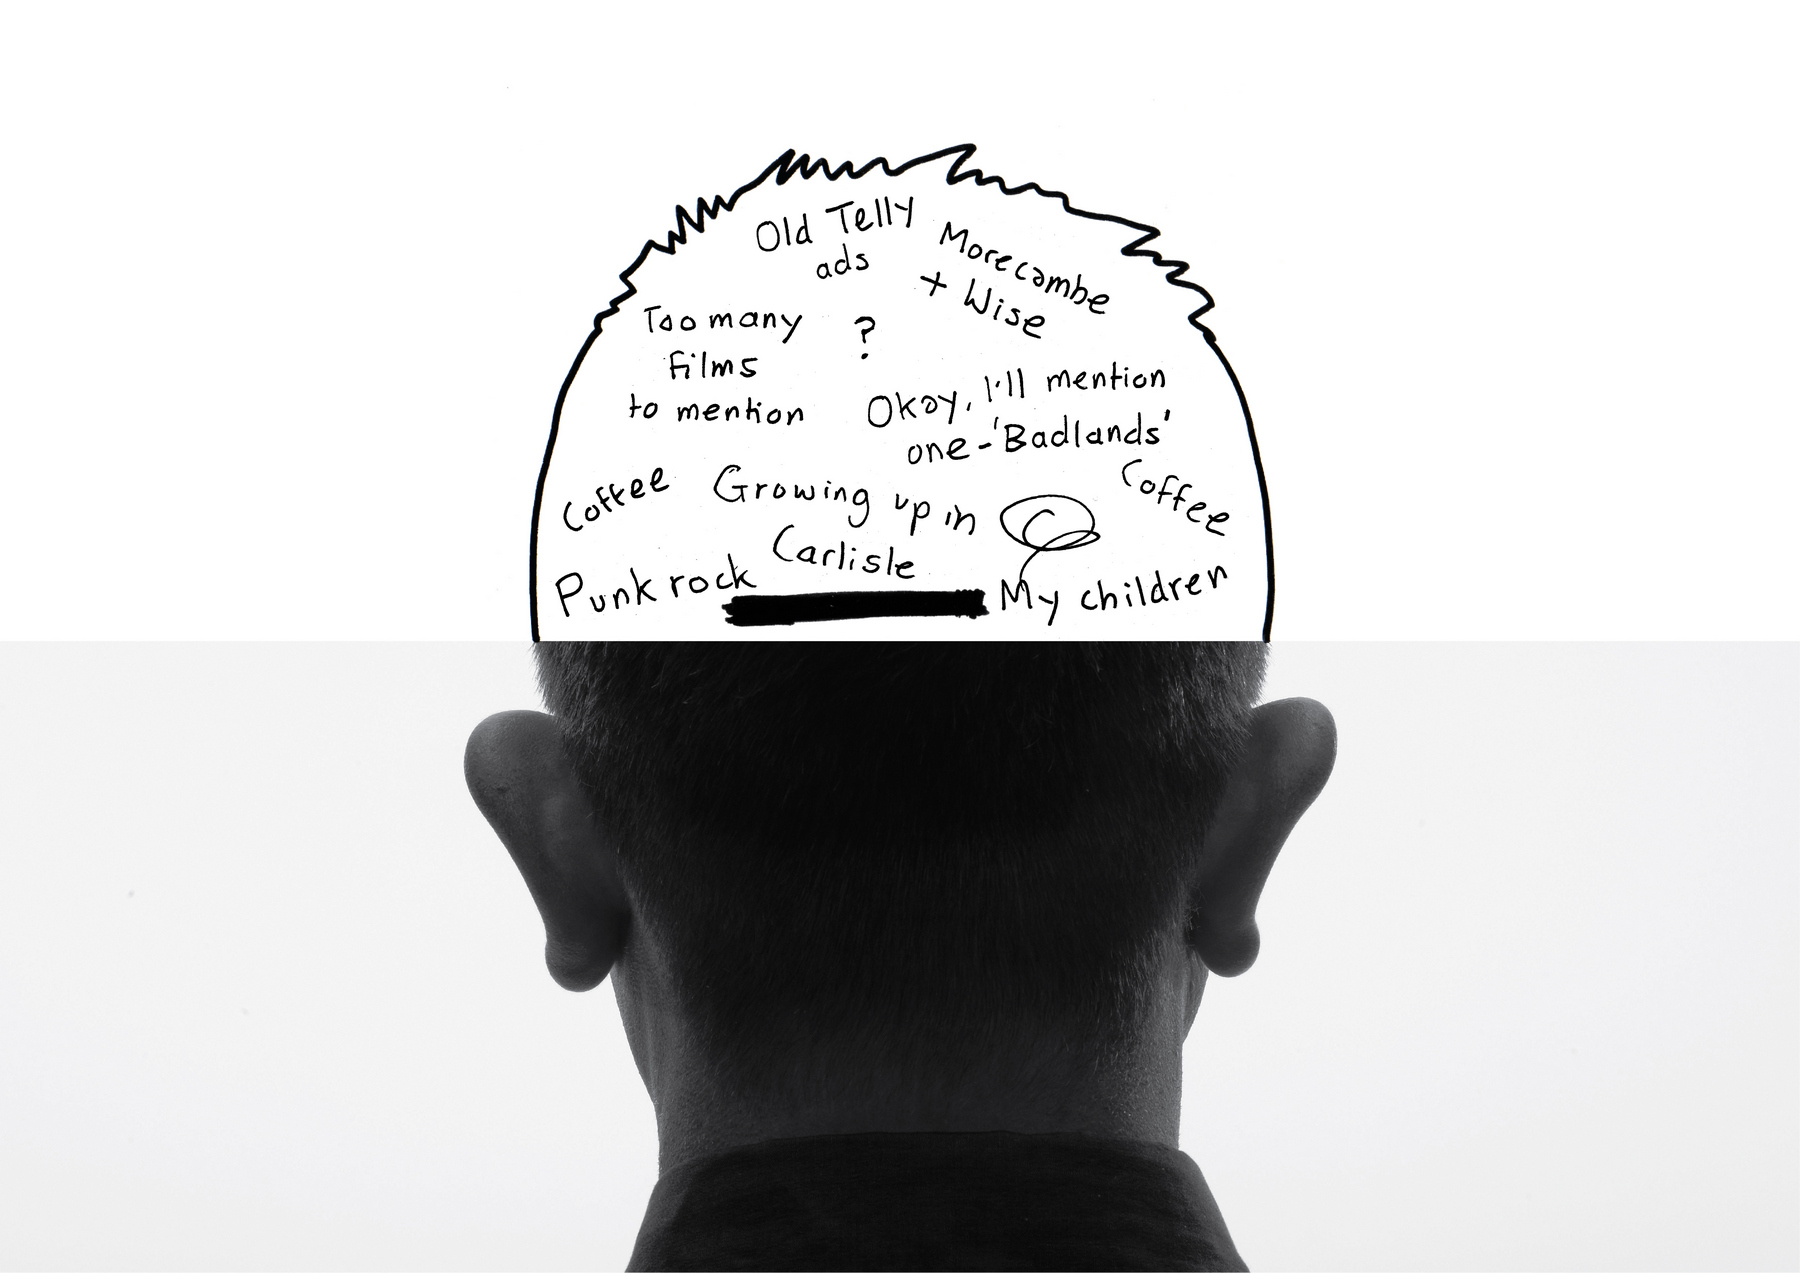 Old Telly
ads
Morecambe
+ Wise
Too many
films
to mention
?
Okay, I'll mention
one-'Badlands'
Coffee
Growing up in
Carlisle
C
Coffee
Punk rock
My children